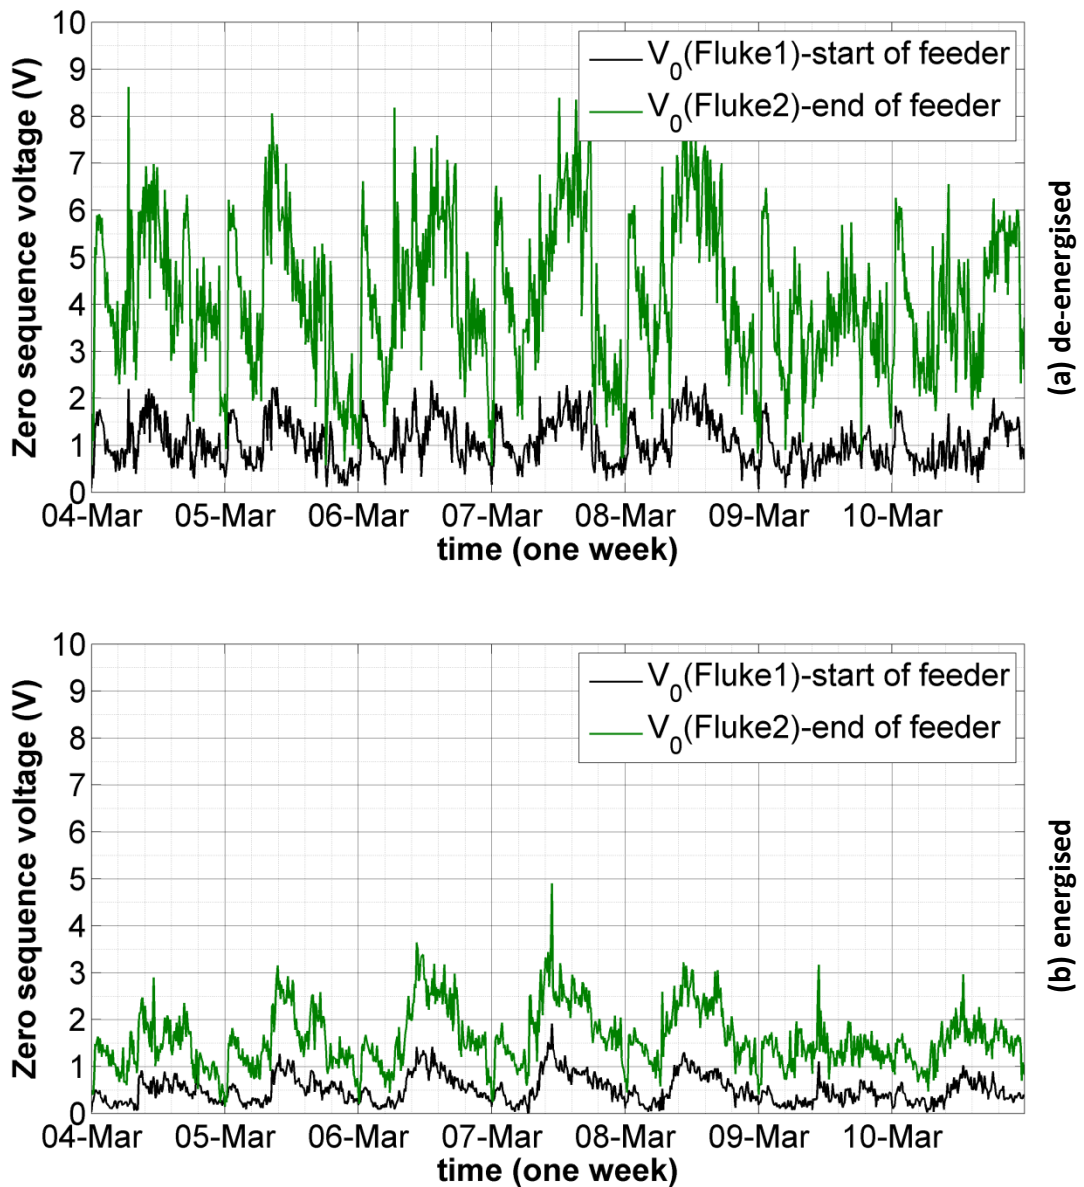 10
9
8
7
6
5
4
3
2
1
0
Zero sequence voltage (V)
V_0(Fluke1)-start of feeder
V_0(Fluke2)-end of feeder
04-Mar 05-Mar 06-Mar 07-Mar 08-Mar 09-Mar 10-Mar
time (one week)
(a) de-energised
10
9
8
7
6
5
4
3
2
1
0
Zero sequence voltage (V)
V_0(Fluke1)-start of feeder
V_0(Fluke2)-end of feeder
04-Mar 05-Mar 06-Mar 07-Mar 08-Mar 09-Mar 10-Mar
time (one week)
(b) energised